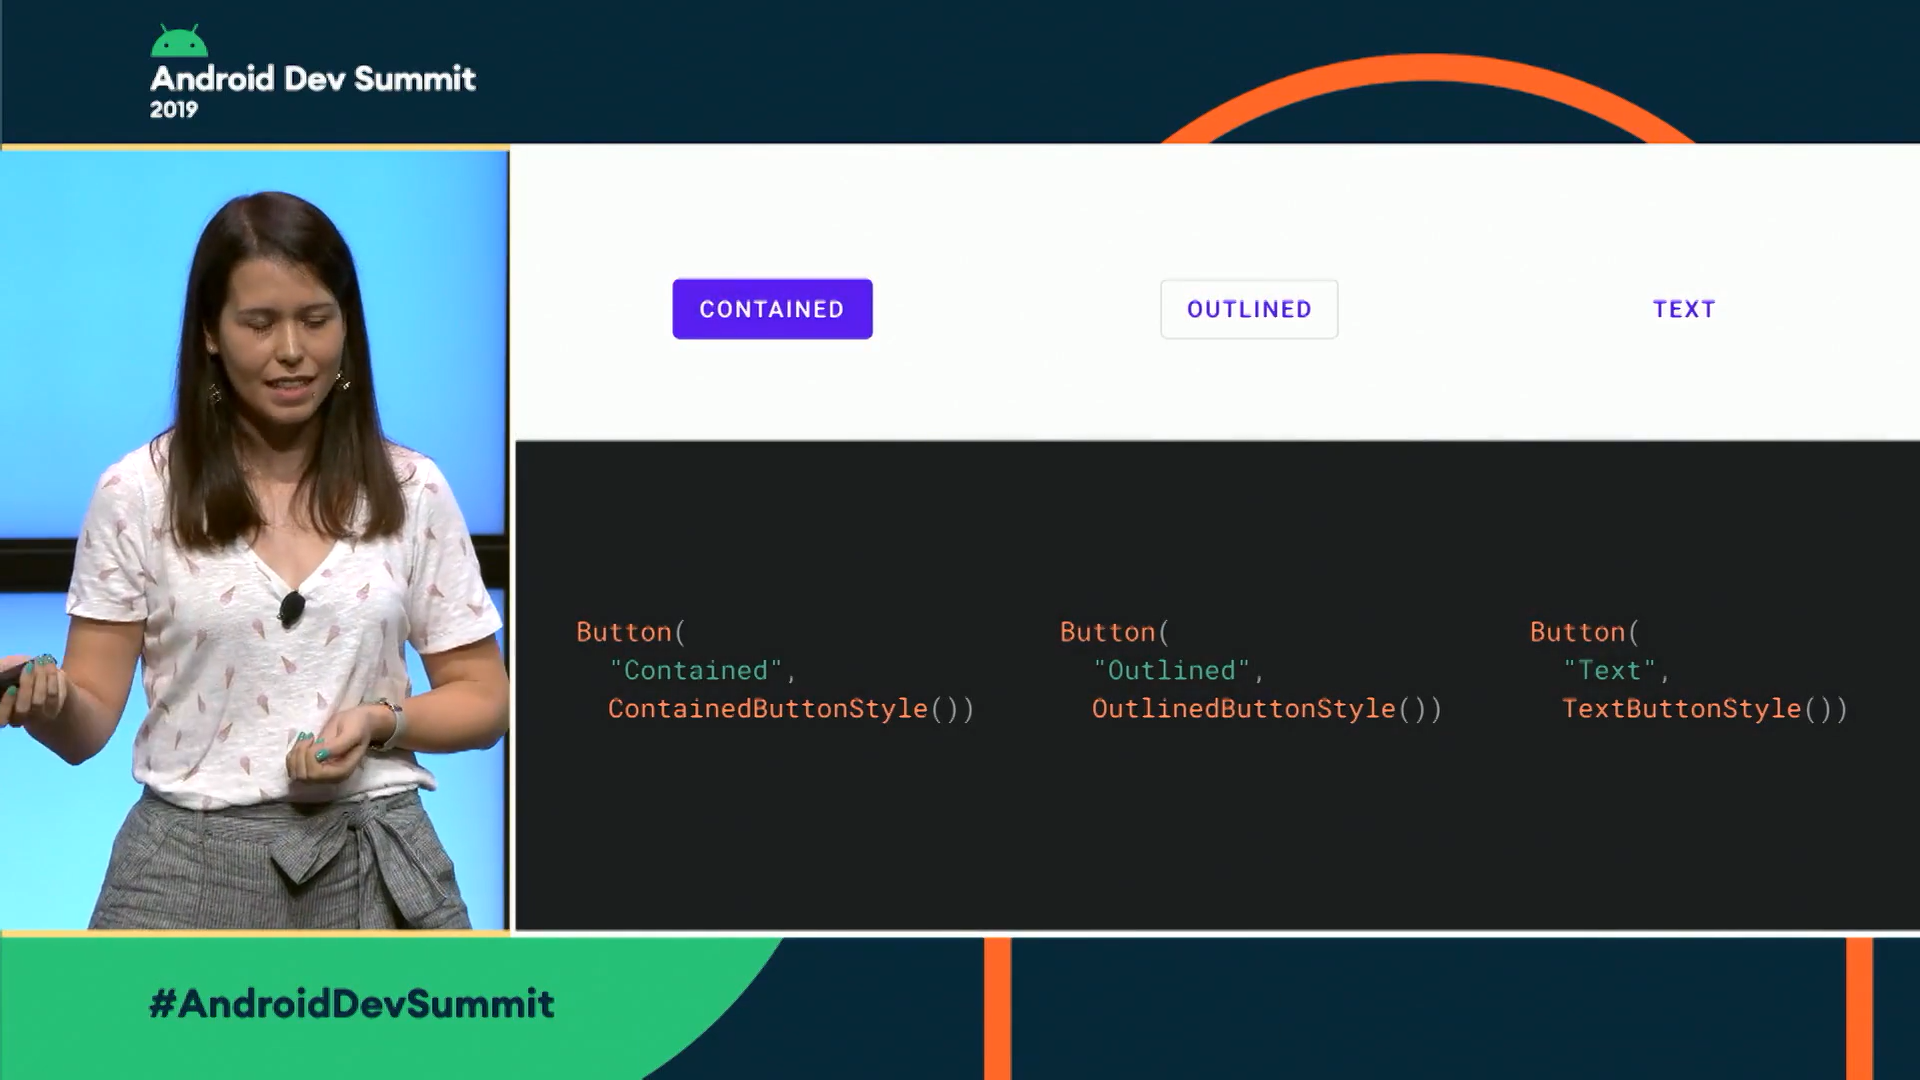 Android Dev Summit
2019
CONTAINED
OUTLINED
TEXT
Button(
"Contained",
ContainedButtonStyle())
Button(
"Outlined",
OutlinedButtonStyle())
Button(
"Text",
TextButtonStyle())
#AndroidDevSummit